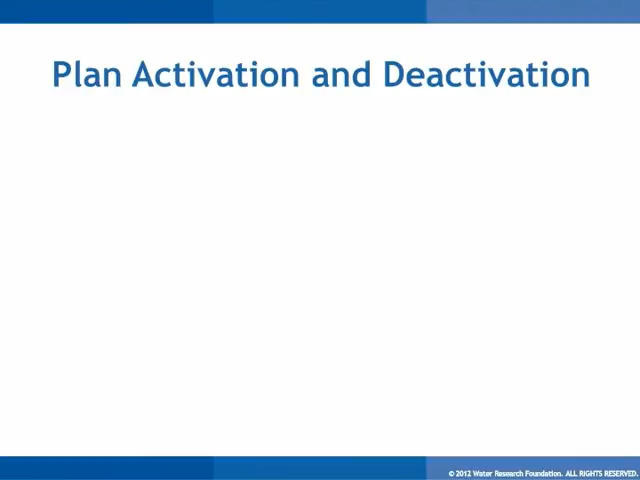 Plan Activation and Deactivation
© 2012 Water Research Foundation. ALL RIGHTS RESERVED.